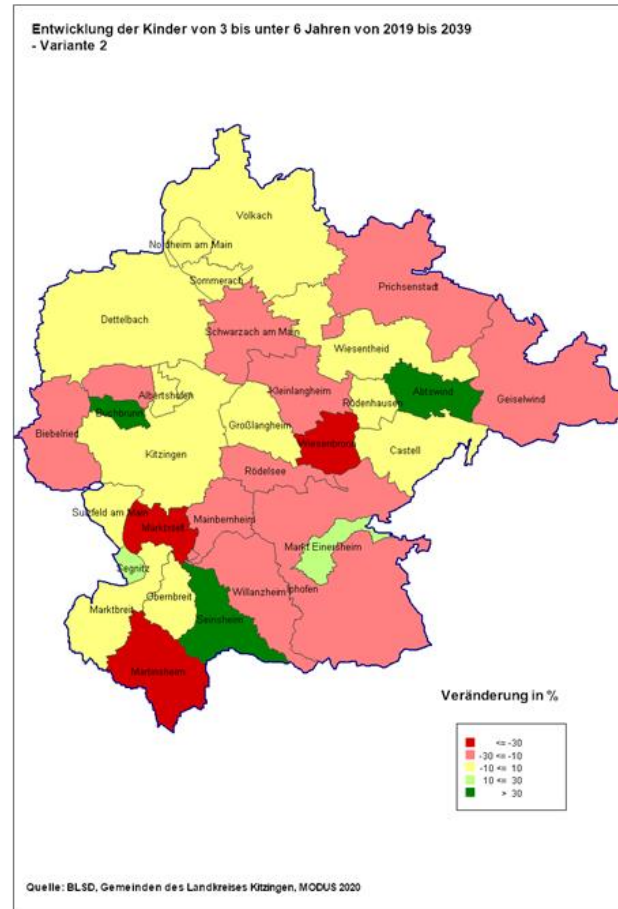 Entwicklung der Kinder von 3 bis unter 6 Jahren von 2019 bis 2039
- Variante 2
Volkach
Nordheim am Main
Sommerach
Prichsenstadt
Dettelbach
Schwarzach am Main
Wiesentheid
Kleinlangheim
Abtswind
Albertshofen
Rüdenhausen
Geiselwind
Buchbrunn
Großlangheim
Biebelried
Wiesenbronn
Castell
Kitzingen
Rödelsee
Sulzfeld am Main
Mainbernheim
Marktsteft
Markt Einersheim
Segnitz
Willanzheim
Iphofen
Obernbreit
Marktbreit
Seinsheim
Martinsheim
Veränderung in %
<= -30
-30 <= -10
-10 <= 10
10 <= 30
> 30
Quelle: BLSD, Gemeinden des Landkreises Kitzingen, MODUS 2020